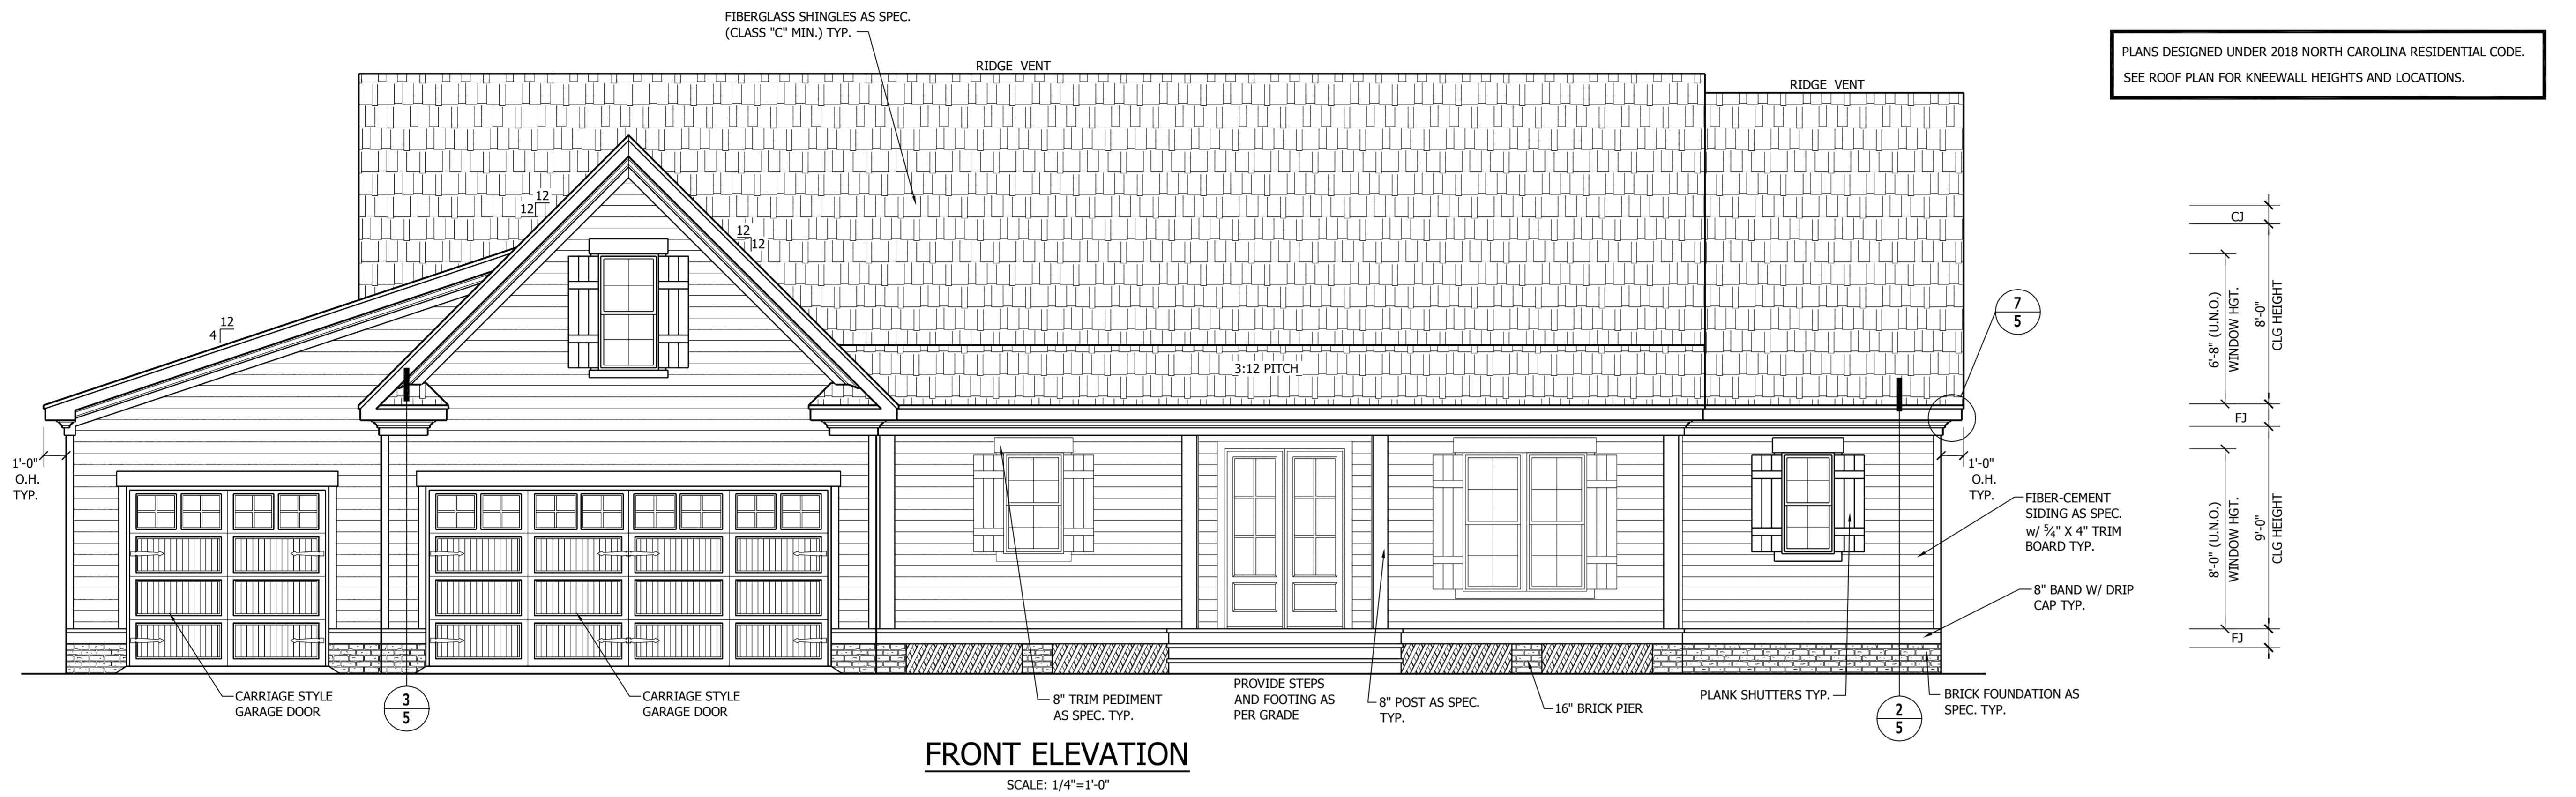 FIBERGLASS SHINGLES AS SPEC.
(CLASS "C" MIN.) TYP.
RIDGE VENT
RIDGE VENT
PLANS DESIGNED UNDER 2018 NORTH CAROLINA RESIDENTIAL CODE.
SEE ROOF PLAN FOR KNEEWALL HEIGHTS AND LOCATIONS.
12
12
12
12
12
4
3:12 PITCH
7
5
CJ
6'-8" (U.N.O.)
WINDOW HGT.
8'-0"
CLG HEIGHT
FJ
8'-0" (U.N.O.)
WINDOW HGT.
9'-0"
CLG HEIGHT
FJ
1'-0"
O.H.
TYP.
1'-0"
O.H.
TYP.
FIBER-CEMENT
SIDING AS SPEC.
w/ 5/4" X 4" TRIM
BOARD TYP.
8" BAND W/ DRIP
CAP TYP.
CARRIAGE STYLE
GARAGE DOOR
3
5
CARRIAGE STYLE
GARAGE DOOR
8" TRIM PEDIMENT
AS SPEC. TYP.
PROVIDE STEPS
AND FOOTING AS
PER GRADE
8" POST AS SPEC.
TYP.
16" BRICK PIER
PLANK SHUTTERS TYP.
2
5
BRICK FOUNDATION AS
SPEC. TYP.
FRONT ELEVATION
SCALE: 1/4"=1'-0"